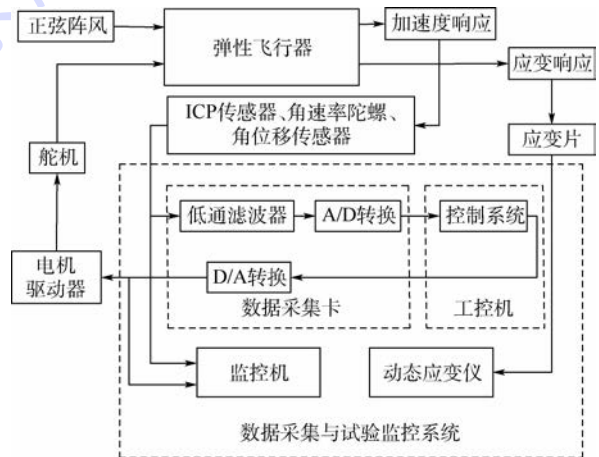 正弦阵风
弹性飞行器
加速度响应
应变响应
ICP传感器、角速率陀螺、
角位移传感器
应变片
舵机
低通滤波器
A/D转换
控制系统
电机
驱动器
D/A转换
数据采集卡
工控机
监控机
动态应变仪
数据采集与试验监控系统